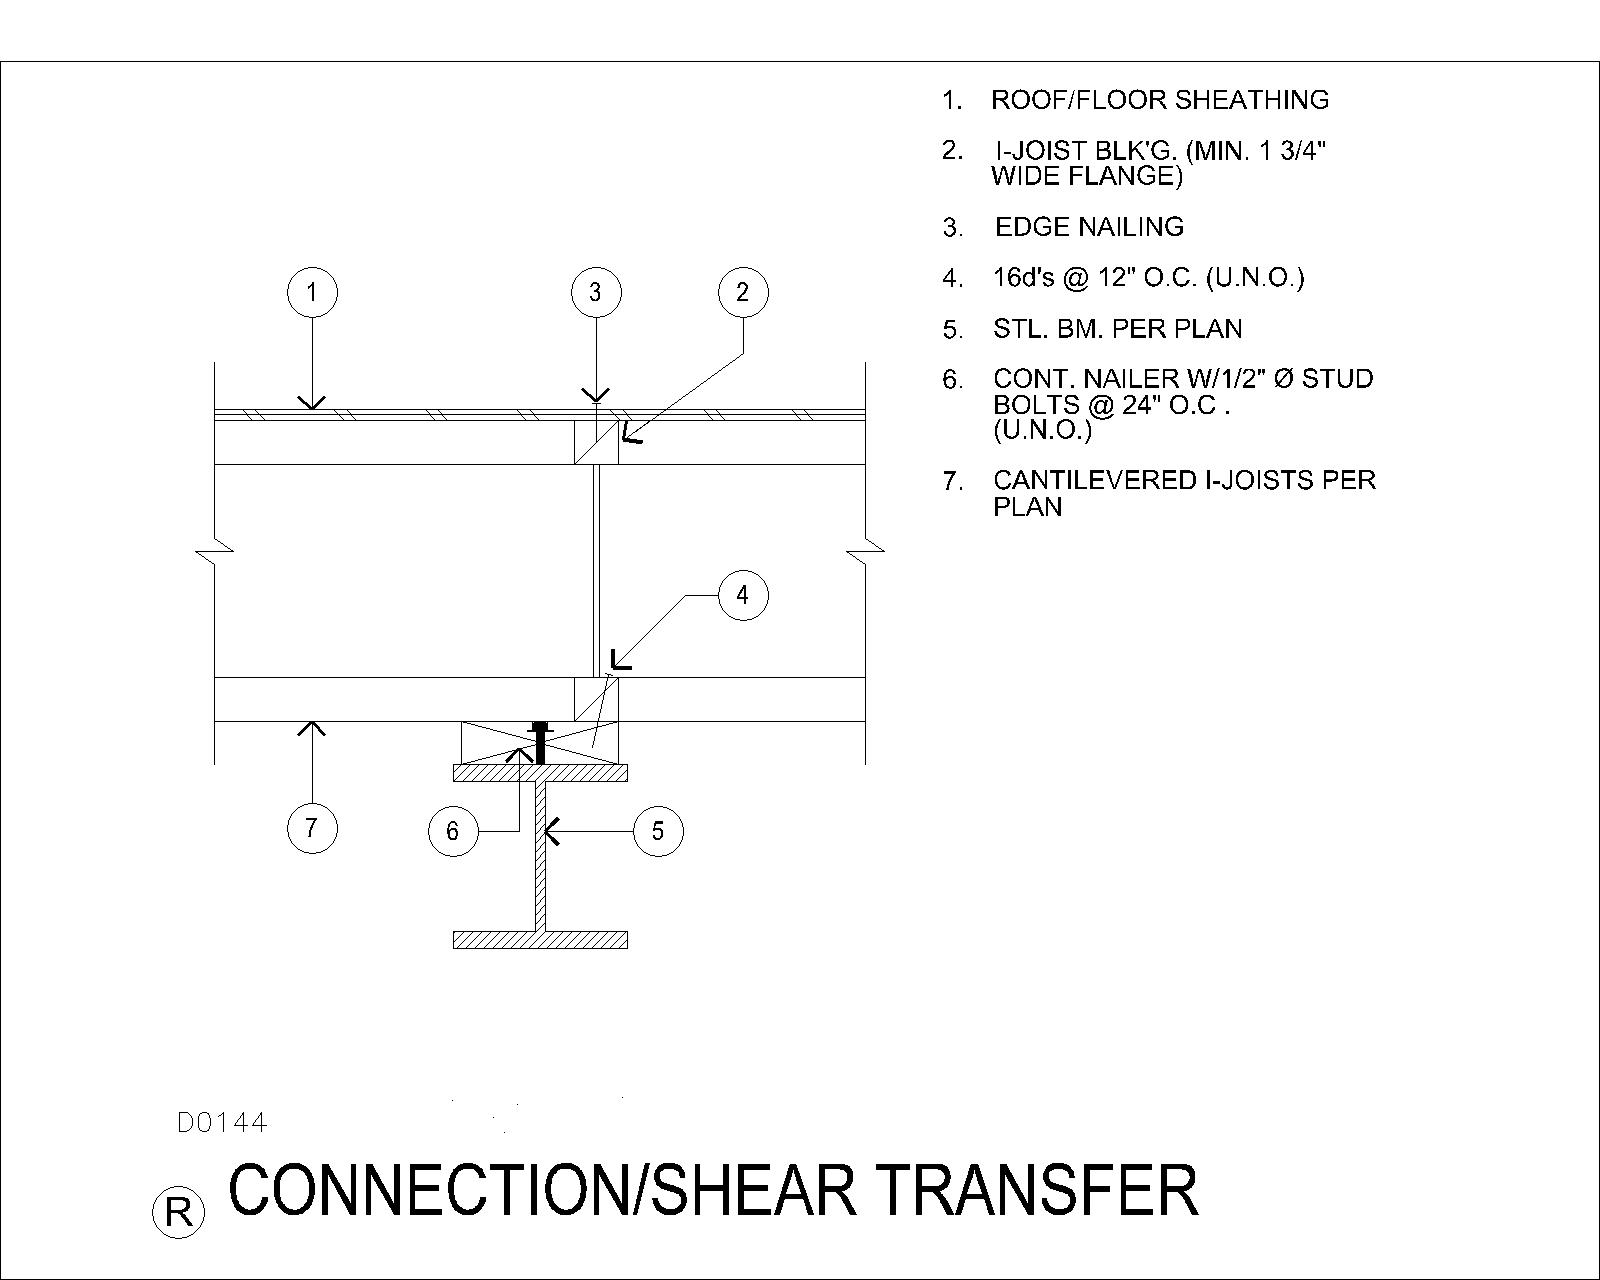 1. ROOF/FLOOR SHEATHING
2. I-JOIST BLK'G. (MIN. 1 3/4"
WIDE FLANGE)
3. EDGE NAILING
4. 16d's @ 12" O.C. (U.N.O.)
5. STL. BM. PER PLAN
6. CONT. NAILER W/1/2" Ø STUD
BOLTS @ 24" O.C .
(U.N.O.)
7. CANTILEVERED I-JOISTS PER
PLAN
1
3
2
4
7
6
5
D0144
R CONNECTION/SHEAR TRANSFER